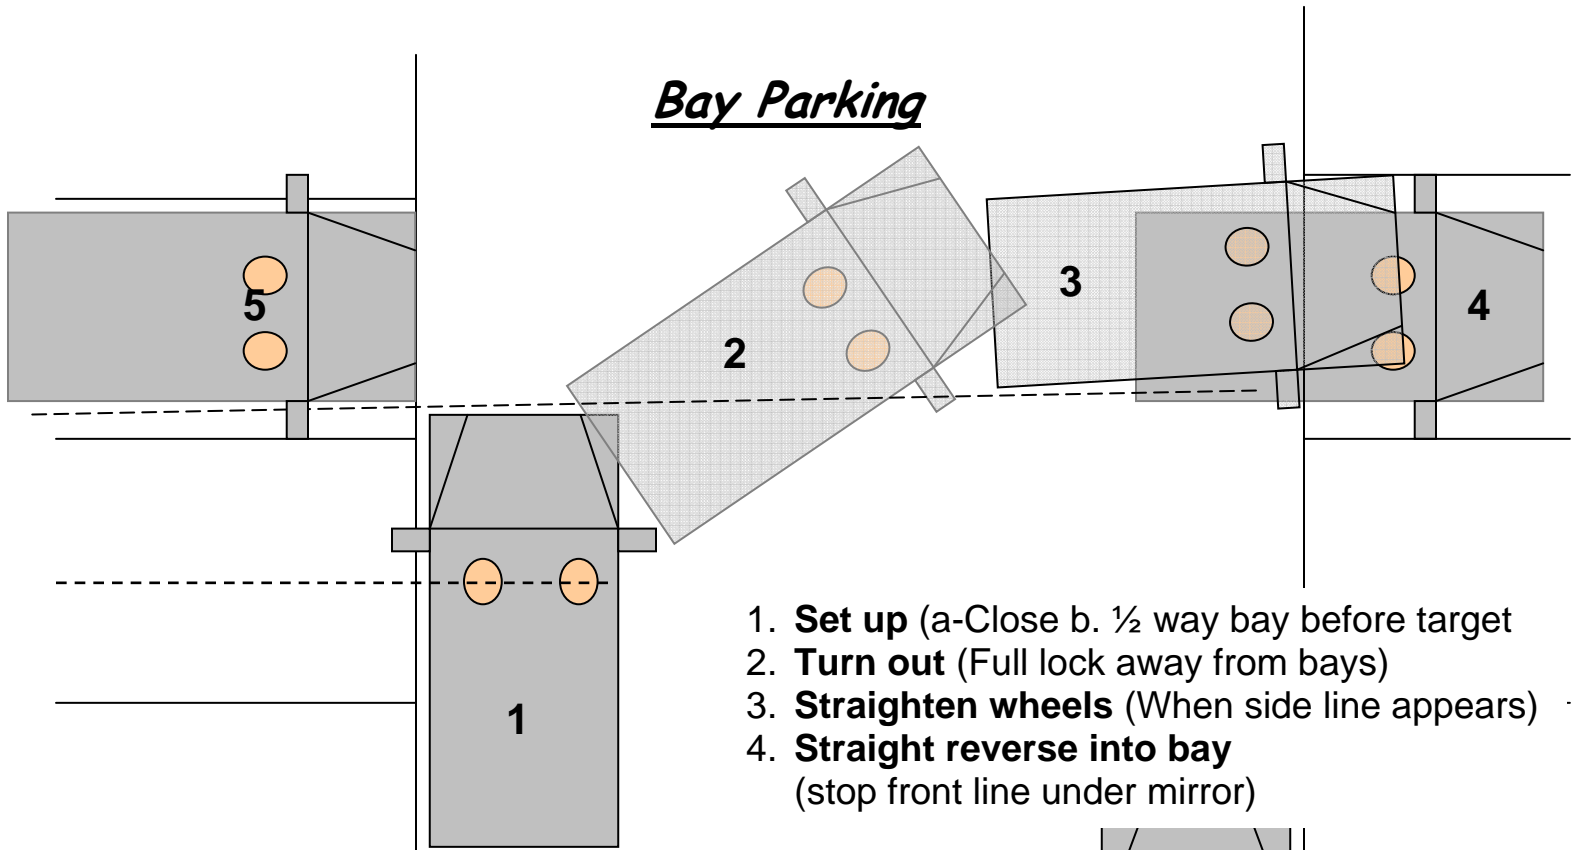 Bay Parking
5
3
4
2
1
1. Set up (a-Close b. ½ way bay before target
2. Turn out (Full lock away from bays)
3. Straighten wheels (When side line appears)
4. Straight reverse into bay
(stop front line under mirror)